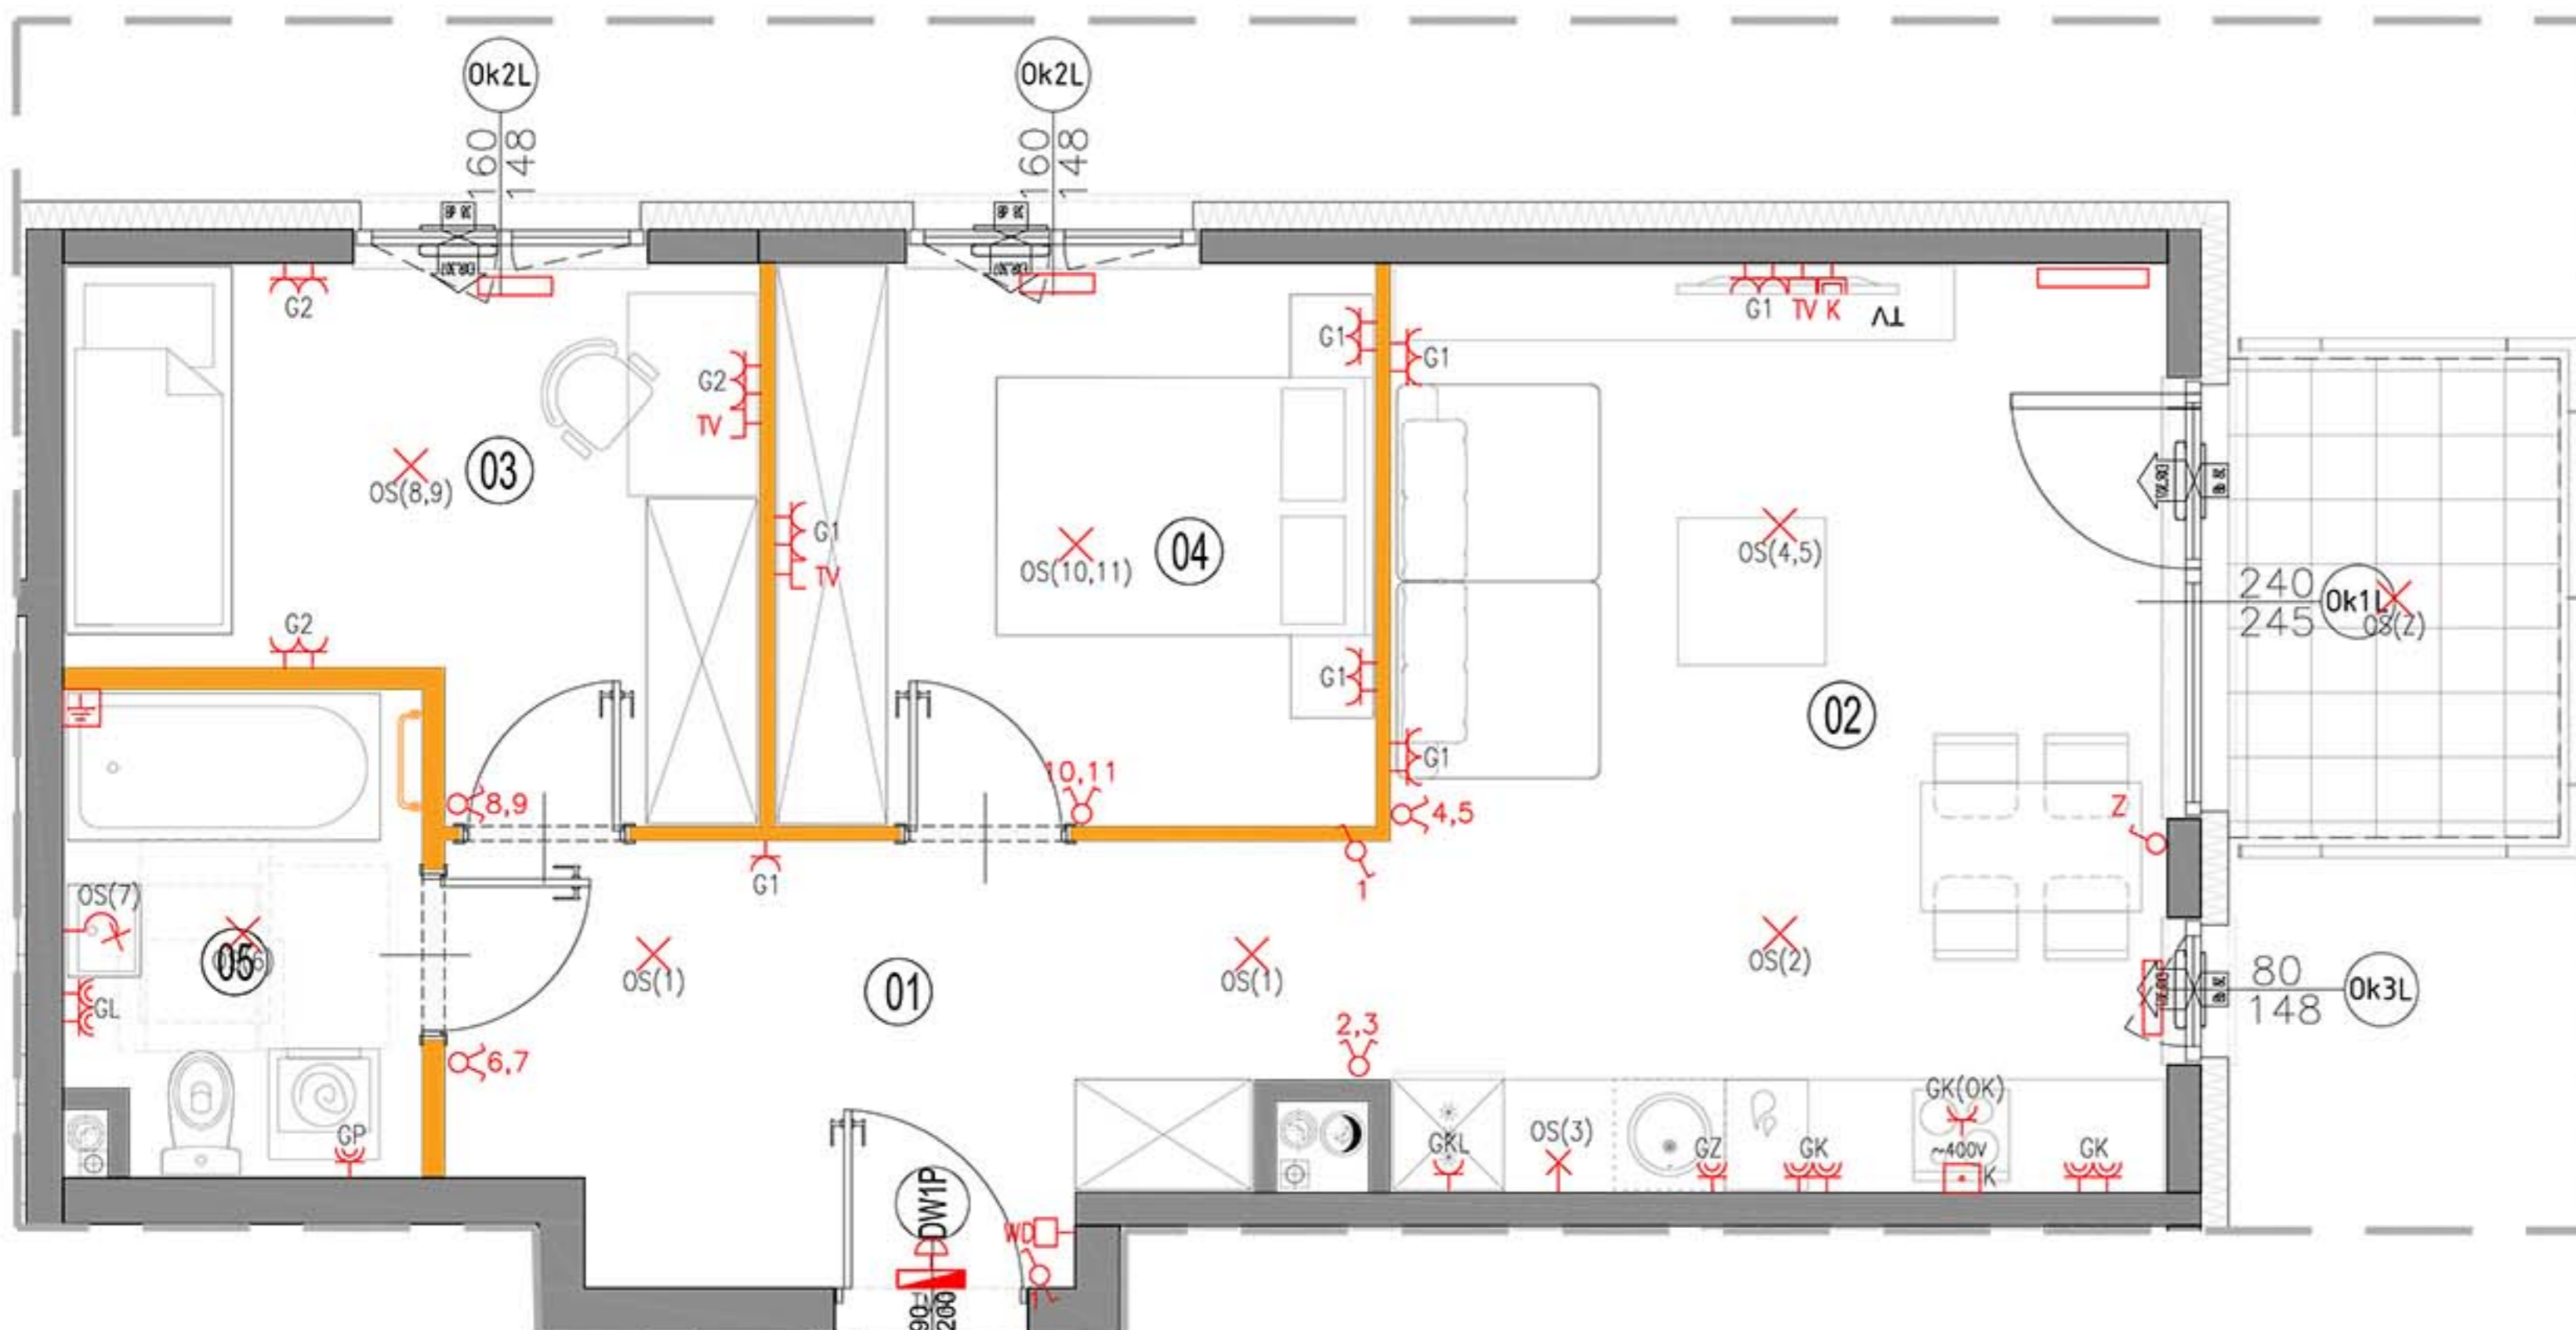 Ok2L
Ok2L
160
148
160
148
G2
G1
TV
K
TV
G1
G1
G2
TV
03
OS(8,9)
G1
TV
04
OS(10,11)
OS(4,5)
240
245
Ok1L
OS(Z)
G2
G1
02
G1
10,11
8,9
4,5
Z
G1
1
OS(7)
05
OS(1)
01
OS(1)
OS(2)
80
148
Ok3L
GL
2,3
6,7
GP
GKL
OS(3)
GZ
GK
GK(OK)
~400V
K
GK
DW1P
WD
90
200
1